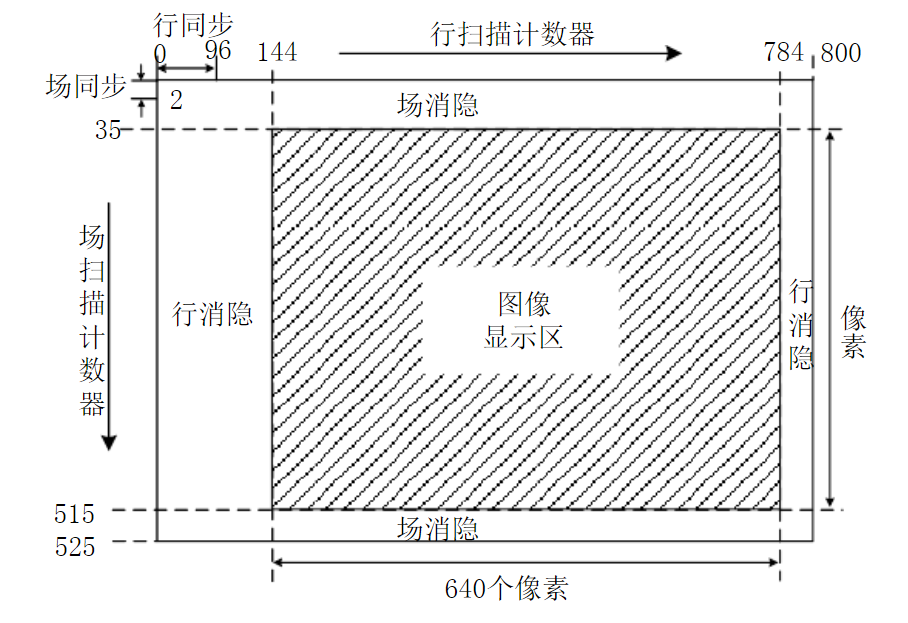 行同步
行扫描计数器
0
96
144
784
800
场同步
2
场消隐
35
场扫描计数器
行消隐
图像
显示区
行消隐
像素
515
场消隐
525
640个像素